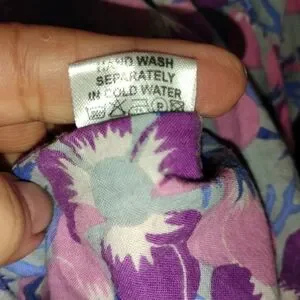 HAND WASH
SEPARATELY
IN COLD WATER
P